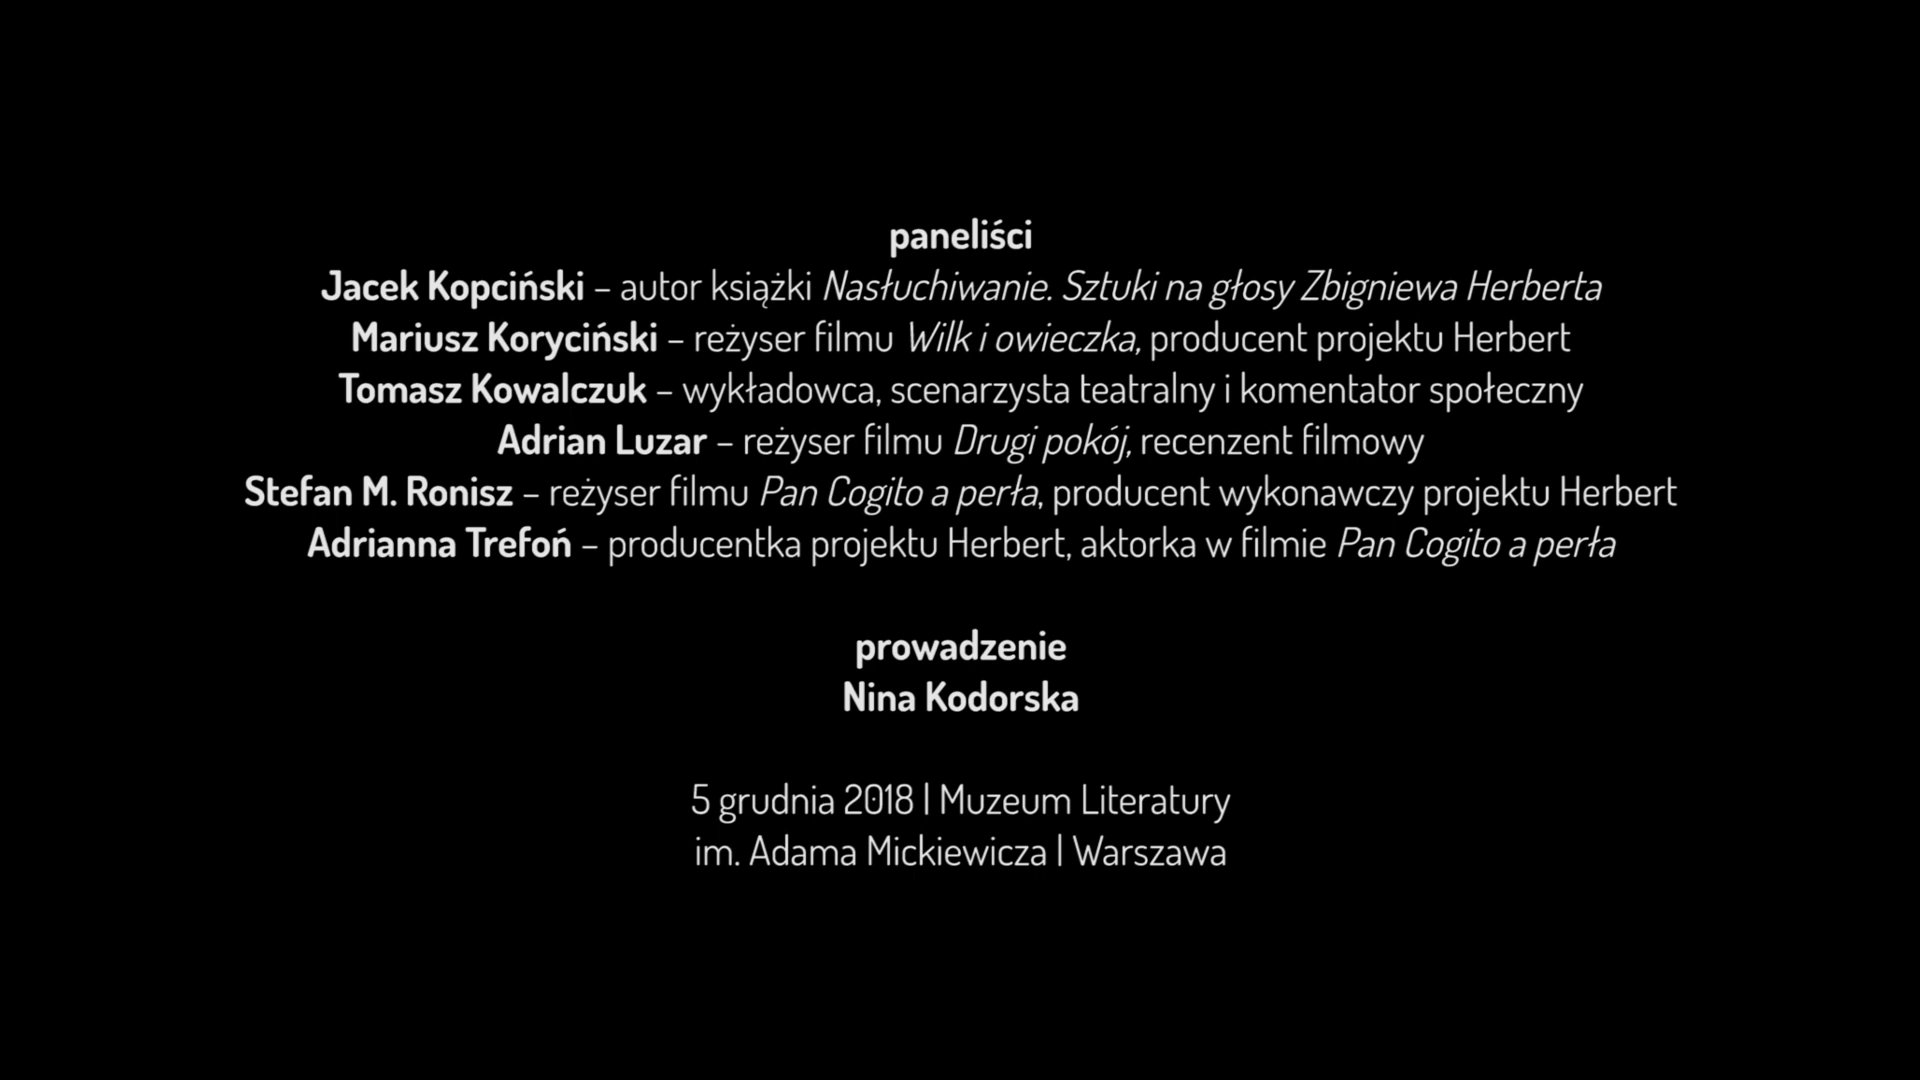 paneliści
Jacek Kopciński – autor książki Nasłuchiwanie. Sztuki na głosy Zbigniewa Herberta
Mariusz Koryciński – reżyser filmu Wilk i owieczka, producent projektu Herbert
Tomasz Kowalczuk – wykładowca, scenarzysta teatralny i komentator społeczny
Adrian Luzar – reżyser filmu Drugi pokój, recenzent filmowy
Stefan M. Ronisz – reżyser filmu Pan Cogito a perła, producent wykonawczy projektu Herbert
Adrianna Trefoń – producentka projektu Herbert, aktorka w filmie Pan Cogito a perła
prowadzenie
Nina Kodorska
5 grudnia 2018 | Muzeum Literatury
im. Adama Mickiewicza | Warszawa